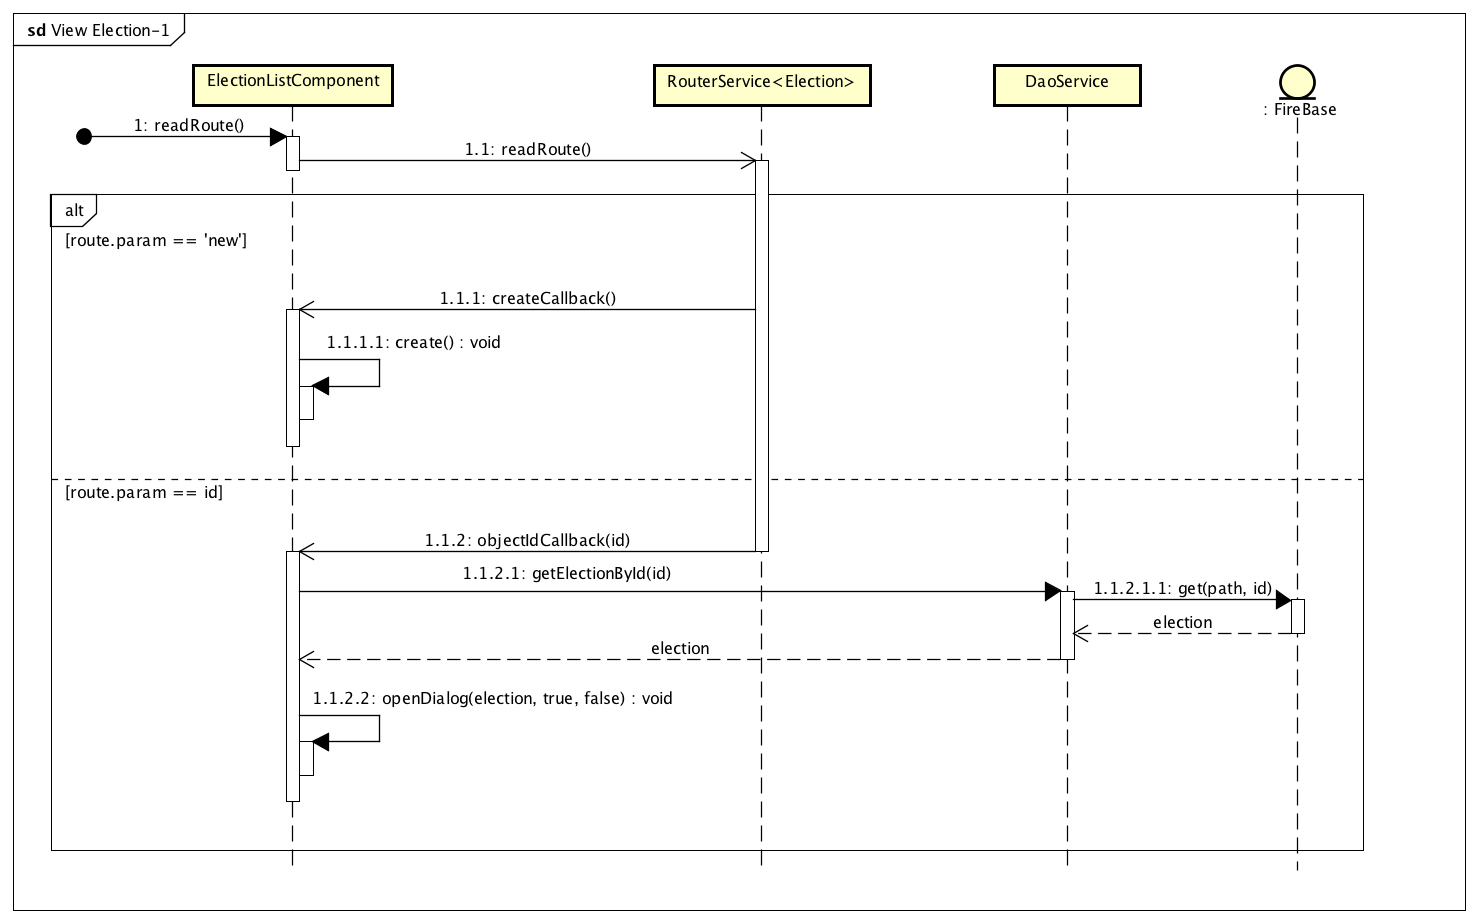 sd View Election-1
ElectionListComponent
RouterService<Election>
DaoService
: FireBase
1: readRoute()
1.1: readRoute()
alt
[route.param == 'new']
1.1.1: createCallback()
1.1.1.1: create() : void
[route.param == id]
1.1.2: objectIdCallback(id)
1.1.2.1: getElectionById(id)
1.1.2.1.1: get(path, id)
election
election
1.1.2.2: openDialog(election, true, false) : void